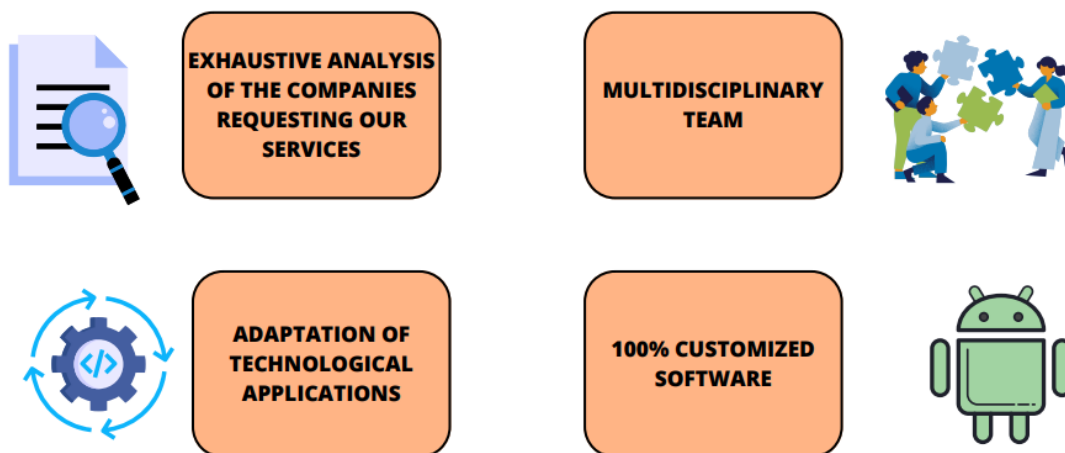 EXHAUSTIVE ANALYSIS
OF THE COMPANIES
REQUESTING OUR
SERVICES
MULTIDISCIPLINARY
TEAM
</>
ADAPTATION OF
TECHNOLOGICAL
APPLICATIONS
100% CUSTOMIZED
SOFTWARE